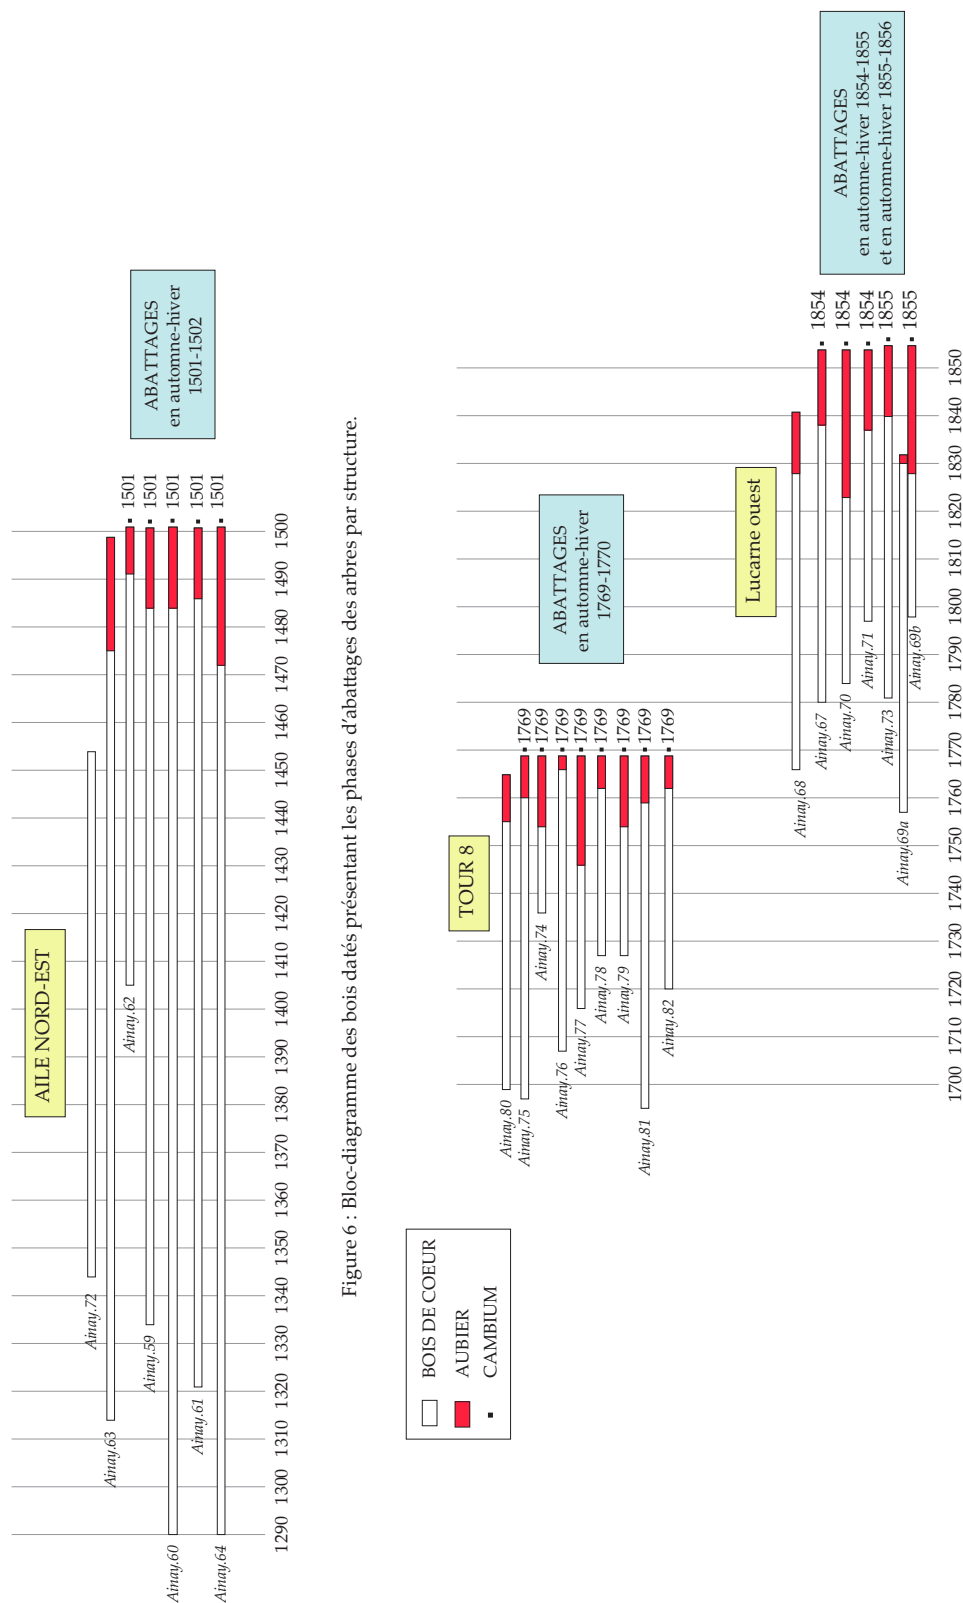 AILE NORD-EST
Ainay.72
Ainay.63
Ainay.62
1501
Ainay.59
1501
Ainay.60
1501
Ainay.61
1501
Ainay.64
1501
ABATTAGES
en automne-hiver
1501-1502
1290 1300 1310 1320 1330 1340 1350 1360 1370 1380 1390 1400 1410 1420 1430 1440 1450 1460 1470 1480 1490 1500
Figure 6 : Bloc-diagramme des bois datés présentant les phases d'abattages des arbres par structure.
BOIS DE COEUR
AUBIER
CAMBIUM
TOUR 8
Ainay.80
Ainay.75
1769
Ainay.74
1769
Ainay.76
1769
Ainay.77
1769
Ainay.78
1769
Ainay.79
1769
Ainay.81
1769
Ainay.82
1769
ABATTAGES
en automne-hiver
1769-1770
Lucarne ouest
Ainay.68
Ainay.67
1854
Ainay.70
1854
Ainay.71
1854
Ainay.73
1855
Ainay.69a
Ainay.69b
1855
ABATTAGES
en automne-hiver 1854-1855
et en automne-hiver 1855-1856
1700 1710 1720 1730 1740 1750 1760 1770 1780 1790 1800 1810 1820 1830 1840 1850